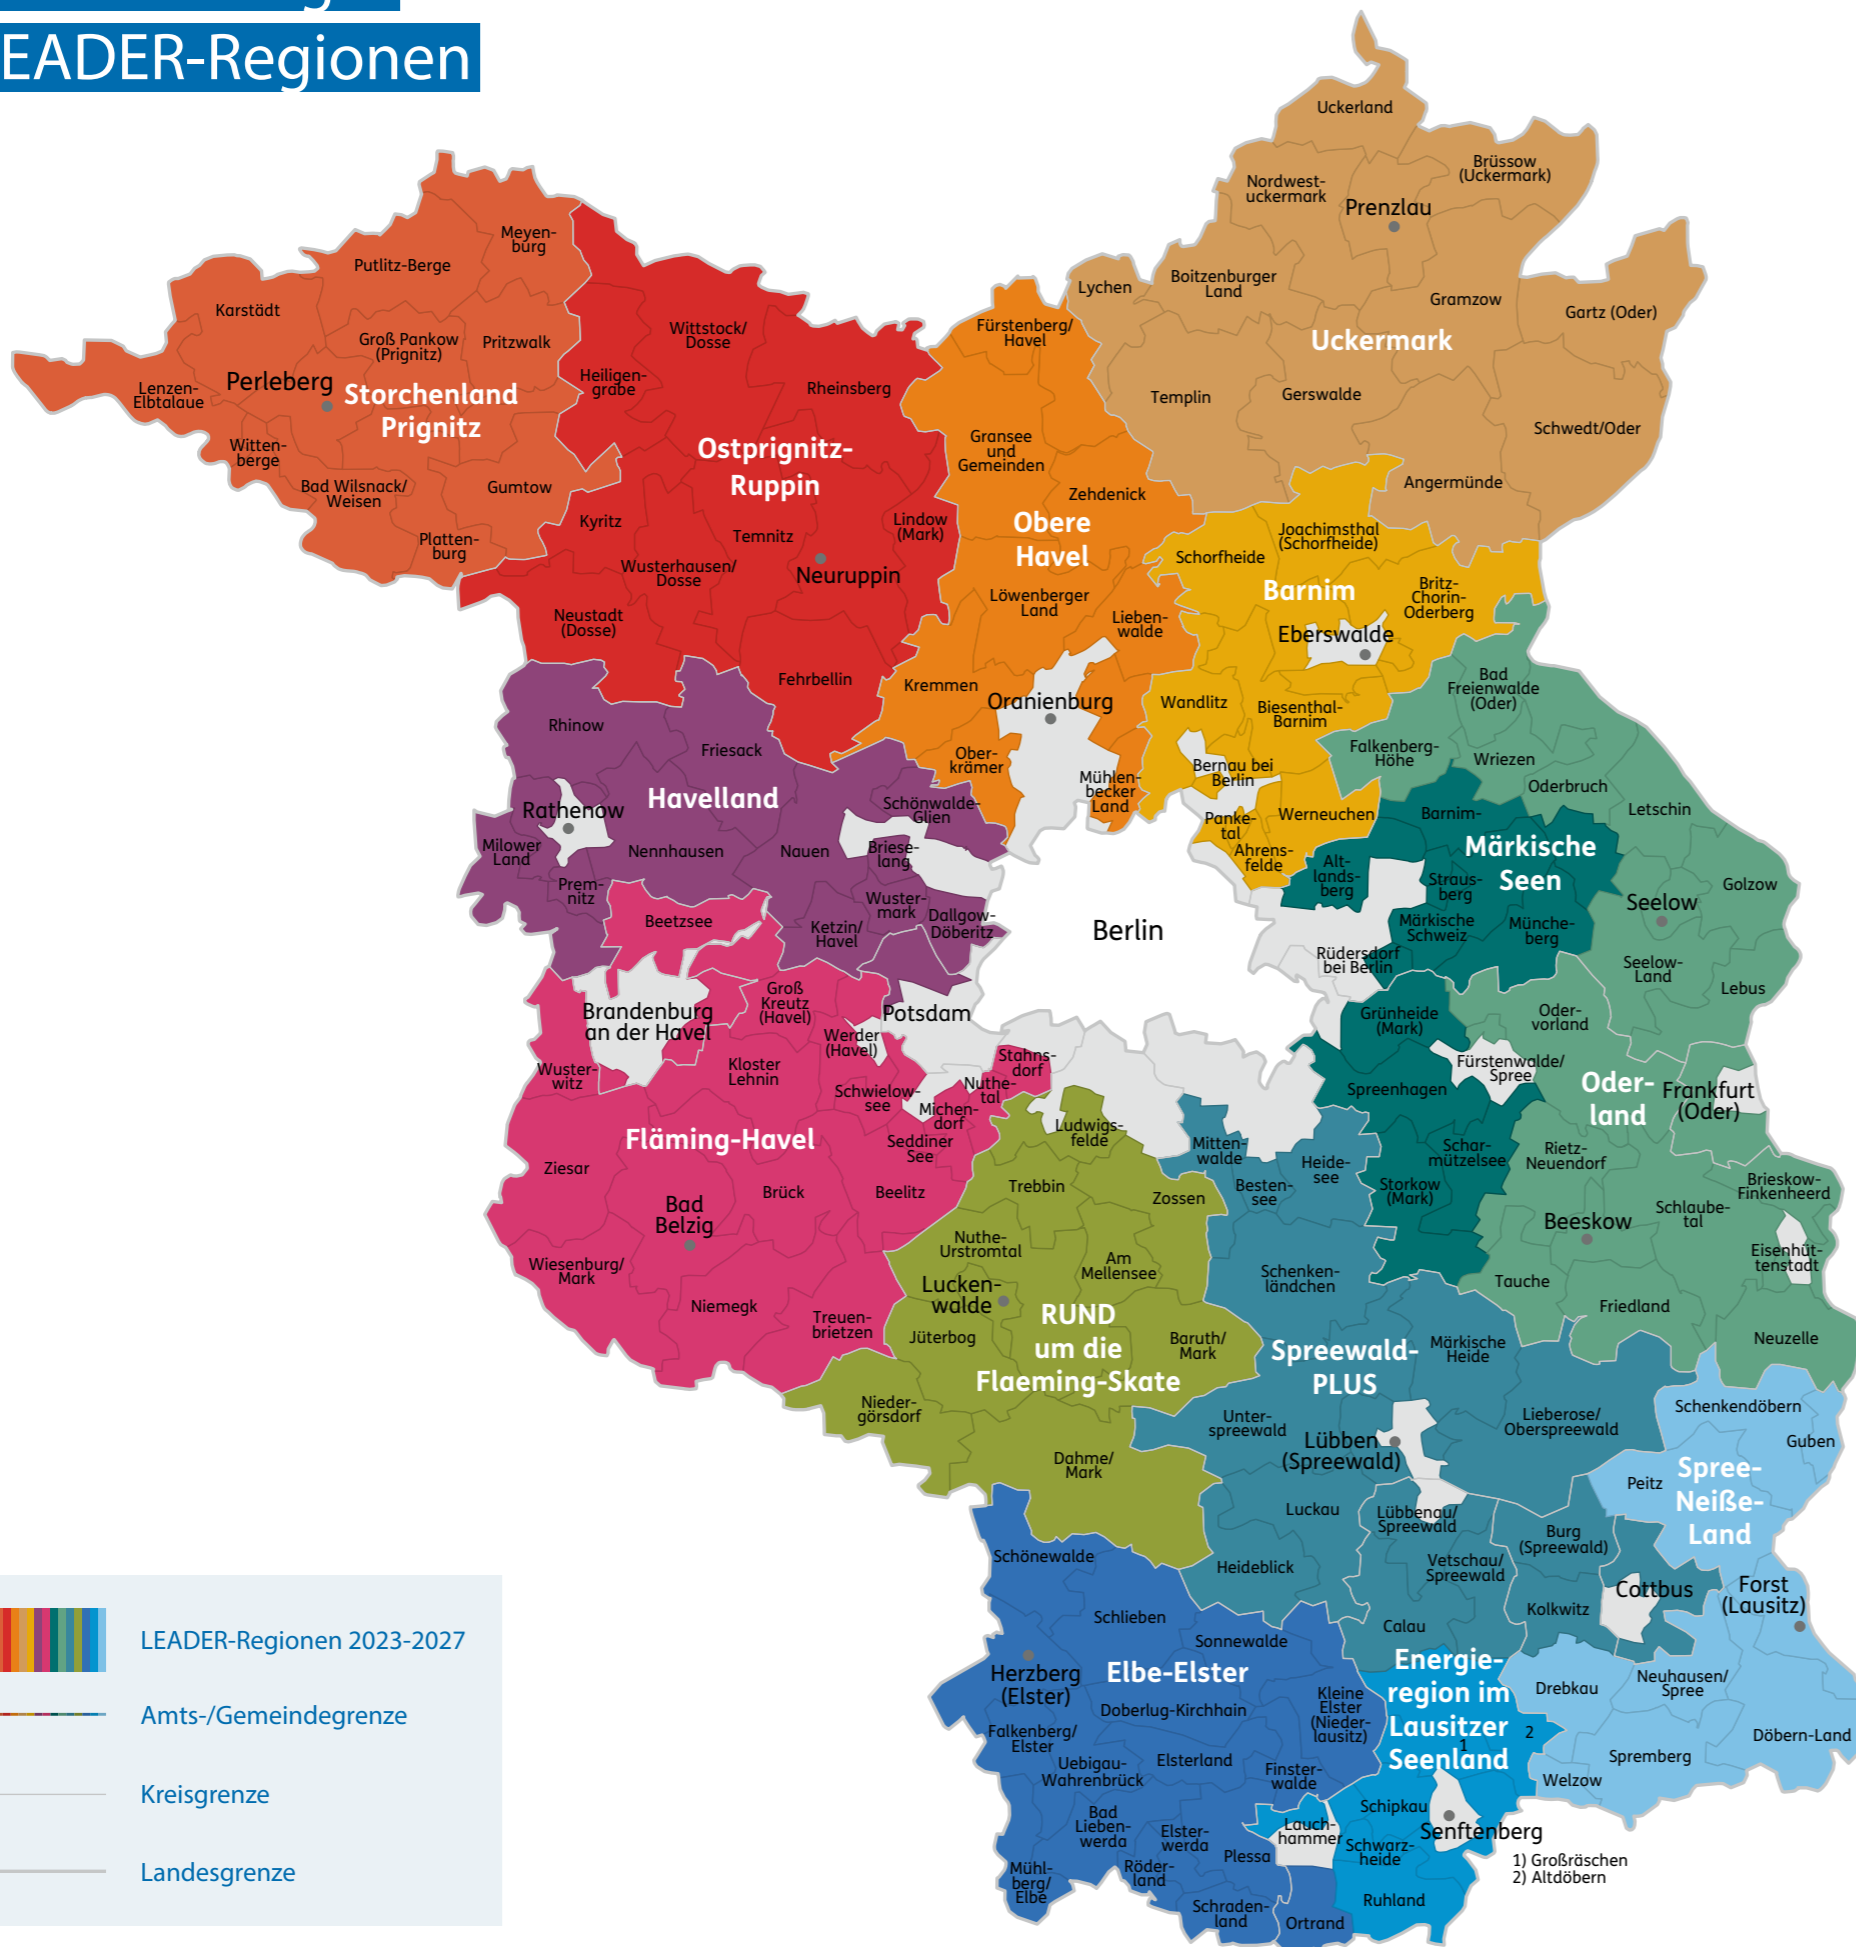 EADER-Regionen
Uckerland
Brüssow
(Uckermark)
Nordwest-
uckermark
Prenzlau
Lychen
Boitzenburger
Land
Gramzow
Gartz (Oder)
Uckermark
Templin
Gerswalde
Schwedt/Oder
Angermünde
Meyen-
burg
Putlitz-Berge
Karstädt
Groß Pankow
(Prignitz)
Pritzwalk
Lenzen-
Elbtalaue
Perleberg
Storchenland
Prignitz
Witten-
berge
Bad Wilsnack/
Weisen
Gumtow
Platten-
burg
Wittstock/
Dosse
Heiligen-
grabe
Rheinsberg
Ostprignitz-
Ruppin
Kyritz
Temnitz
Lindow
(Mark)
Wusterhausen/
Dosse
Neuruppin
Neustadt
(Dosse)
Fehrbellin
Fürstenberg/
Havel
Gransee
und
Gemeinden
Zehdenick
Obere
Havel
Löwenberger
Land
Lieben-
walde
Kremmen
Oranienburg
Ober-
krämer
Mühlen-
becker
Land
Joachimsthal
(Schorfheide)
Schorfheide
Barnim
Britz-
Chorin-
Oderberg
Eberswalde
Wandlitz
Biesenthal-
Barnim
Bernau bei
Berlin
Panke-
tal
Werneuchen
Ahrens-
felde
Rhinow
Friesack
Havelland
Rathenow
Schönwalde-
Glien
Milower
Land
Nennhausen
Nauen
Briese-
lang
Prem-
nitz
Wuster-
mark
Ketzin/
Havel
Dallgow-
Döberitz
Berlin
Bad
Freienwalde
(Oder)
Falkenberg-
Höhe
Wriezen
Oderbruch
Letschin
Barnim-
Märkische
Seen
Alt-
lands-
berg
Straus-
berg
Märkische
Schweiz
Münche-
berg
Seelow
Golzow
Rüdersdorf
bei Berlin
Seelow-
Land
Lebus
Grünheide
(Mark)
Oder-
vorland
Fürstenwalde/
Spree
Spreenhagen
Oder-
land
Frankfurt
(Oder)
Schar-
mützelsee
Rietz-
Neuendorf
Storkow
(Mark)
Brieskow-
Finkenheerd
Schlaube-
tal
Beeskow
Eisenhüt-
tenstadt
Tauche
Friedland
Neuzelle
Beetzsee
Brandenburg
an der Havel
Groß
Kreutz
(Havel)
Potsdam
Werder
(Havel)
Wuster-
witz
Kloster
Lehnin
Stahns-
dorf
Schwielow-
see
Nuthe-
tal
Michen-
dorf
Fläming-Havel
Seddiner
See
Ziesar
Brück
Beelitz
Bad
Belzig
Wiesenburg/
Mark
Niemegk
Treuen-
brietzen
Ludwigs-
felde
Trebbin
Zossen
Nuthe-
Urstromtal
Am
Mellensee
Lucken-
walde
RUND
um die
Flaeming-Skate
Jüterbog
Baruth/
Mark
Nieder-
görsdorf
Dahme/
Mark
Mitten-
walde
Heide-
see
Besten-
see
Schenken-
ländchen
Spreewald-
PLUS
Märkische
Heide
Unter-
spreewald
Lieberose/
Oberspreewald
Lübben
(Spreewald)
Luckau
Heideblick
Lübbenau/
Spreewald
Burg
(Spreewald)
Vetschau/
Spreewald
Cottbus
Kolkwitz
Calau
Schenkendöbern
Guben
Peitz
Spree-
Neiße-
Land
Forst
(Lausitz)
Drebkau
Neuhausen/
Spree
Döbern-Land
Spremberg
Welzow
Schönewalde
Schlieben
Sonnewalde
Herzberg
(Elster)
Elbe-Elster
Doberlug-Kirchhain
Kleine
Elster
(Nieder-
lausitz)
Falkenberg/
Elster
Uebigau-
Wahrenbrück
Elsterland
Finster-
walde
Bad
Lieben-
werda
Elster-
werda
Plessa
Röder-
land
Mühl-
berg/
Elbe
Schraden-
land
Ortrand
Energie-
region im
Lausitzer
Seenland
1
2
Schipkau
Lauch-
hammer
Senftenberg
Schwarz-
heide
Ruhland
1) Großräschen
2) Altdöbern
LEADER-Regionen 2023-2027
Amts-/Gemeindegrenze
Kreisgrenze
Landesgrenze